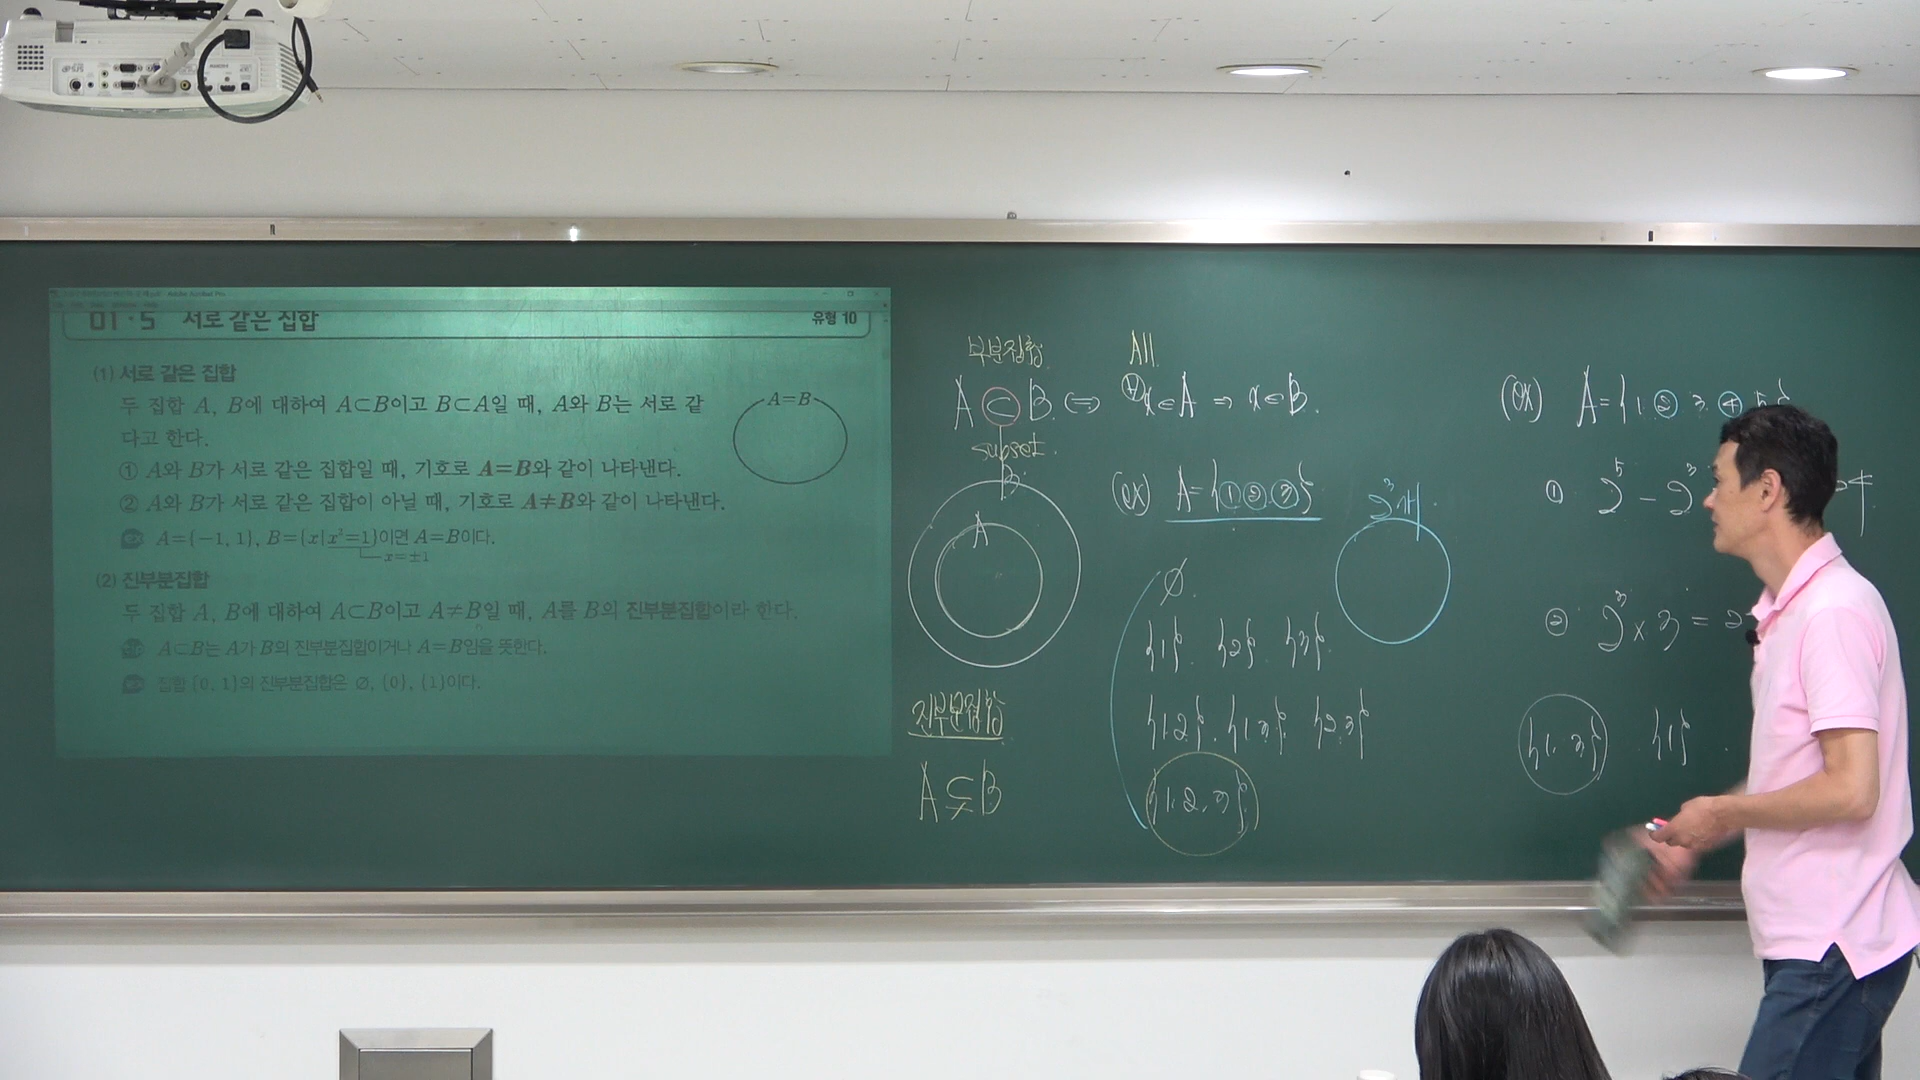 01·5 서로 같은 집합
유형 10
(1) 서로 같은 집합
두 집합 A, B에 대하여 A⊂B이고 B⊂A일 때, A와 B는 서로 같
다고 한다.
① A와 B가 서로 같은 집합일 때, 기호로 A=B와 같이 나타낸다.
② A와 B가 서로 같은 집합이 아닐 때, 기호로 A≠B와 같이 나타낸다.
A={-1, 1}, B={x|x²=1}이면 A=B이다.
x=±1
A=B
(2) 진부분집합
두 집합 A, B에 대하여 A⊂B이고 A≠B일 때, A를 B의 진부분집합이라 한다.
A⊂B는 A가 B의 진부분집합이거나 A=B임을 뜻한다.
집합 {0, 1}의 진부분집합은 ∅, {0}, {1}이다.
부분집합
All
A ⊂ B ⇔ ∀x∈A ⇒ x∈B.
subset.
B
A
진부분집합
A ⊊ B
(ex) A={①②③}
2³개
∅.
{1}. {2}. {3}.
{1.2}. {1.3}. {2.3}
{1.2.3}
(ex) A={1.②.3.④.5}
① 2⁵ - 2³
② 2³ × 3 = 2
{1.3} . {1} .